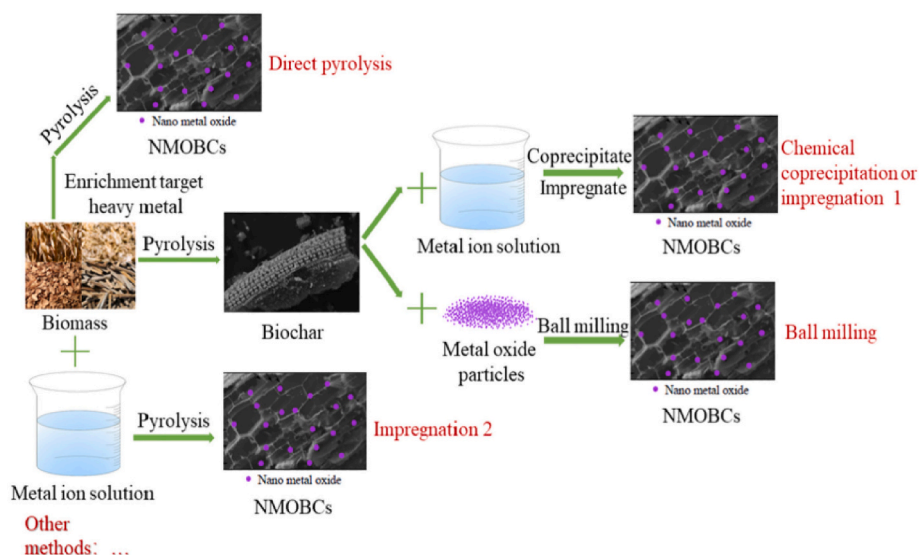 Pyrolysis
Nano metal oxide
NMOBCs
Direct pyrolysis
Enrichment target
heavy metal
Biomass
Pyrolysis
Biochar
Metal ion solution
Coprecipitate
Impregnate
Nano metal oxide
NMOBCs
Chemical
coprecipitation or
impregnation 1
Metal oxide
particles
Ball milling
Nano metal oxide
NMOBCs
Ball milling
Metal ion solution
Pyrolysis
Nano metal oxide
NMOBCs
Impregnation 2
Other
methods: ...